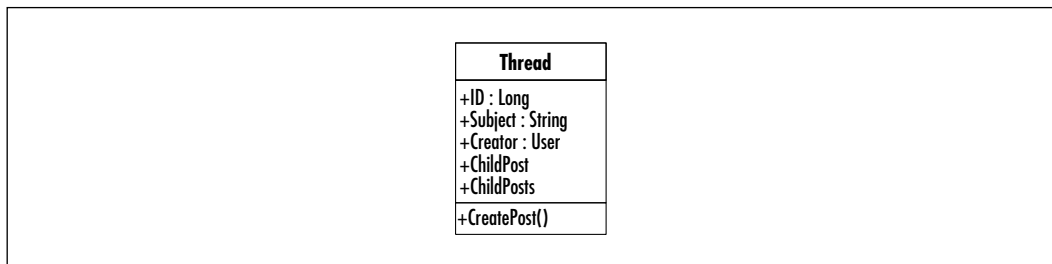 Thread
+ID : Long
+Subject : String
+Creator : User
+ChildPost
+ChildPosts
+CreatePost()